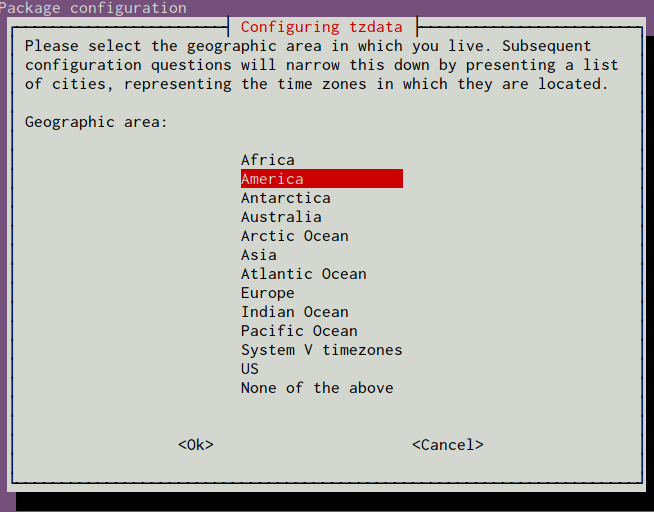 Package configuration
Configuring tzdata
Please select the geographic area in which you live. Subsequent
configuration questions will narrow this down by presenting a list
of cities, representing the time zones in which they are located.
Geographic area:
Africa
America
Antarctica
Australia
Arctic Ocean
Asia
Atlantic Ocean
Europe
Indian Ocean
Pacific Ocean
System V timezones
US
None of the above
<Ok> <Cancel>